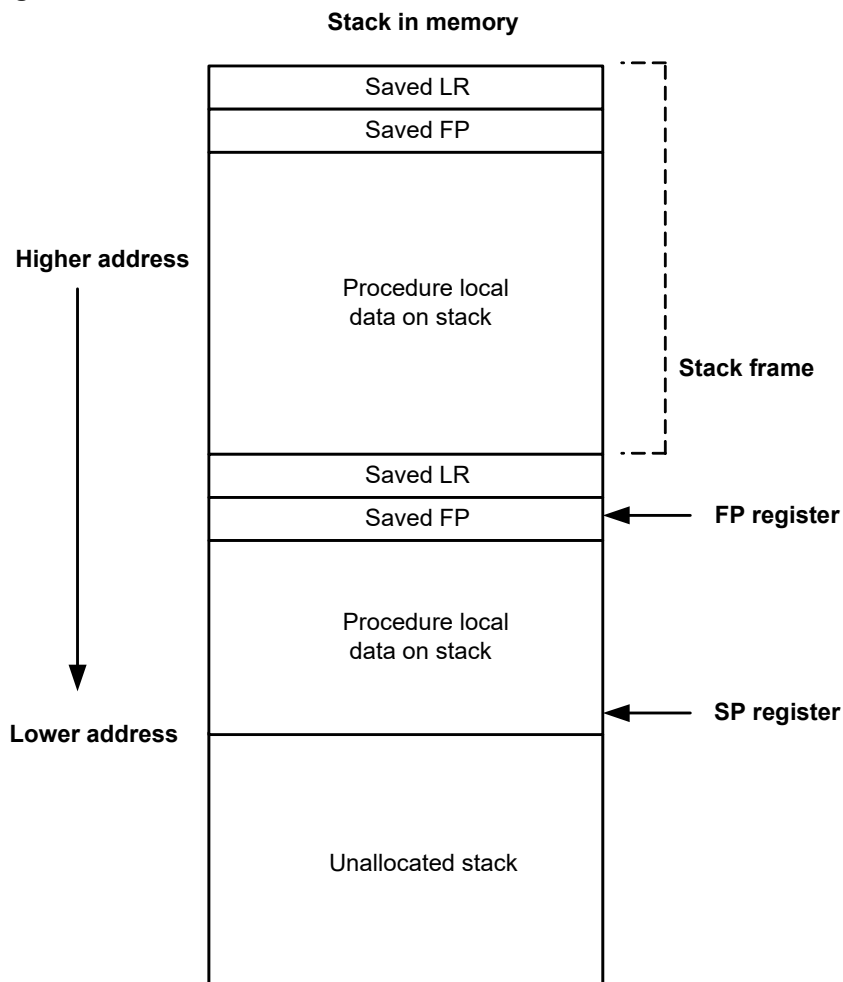 Stack in memory
Saved LR
Saved FP
Higher address
Procedure local
data on stack
Stack frame
Saved LR
Saved FP
FP register
Procedure local
data on stack
SP register
Lower address
Unallocated stack